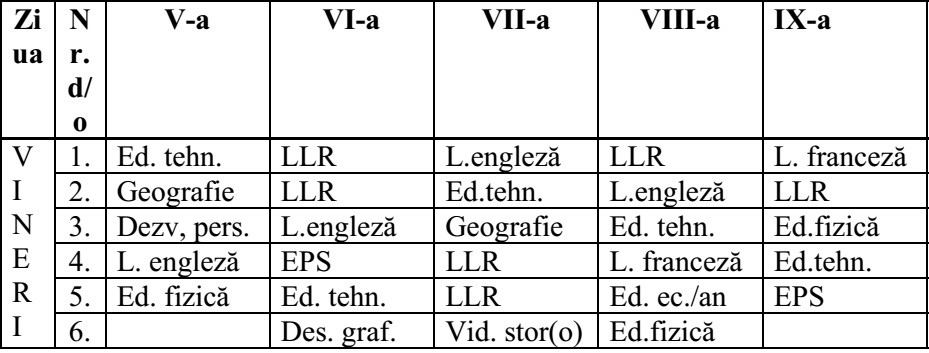 Zi ua N r. d/ o V-a VI-a VII-a VIII-a IX-a
V I N E R I
1. Ed. tehn. LLR L.engleză LLR L. franceză
2. Geografie LLR Ed.tehn. L.engleză LLR
3. Dezv, pers. L.engleză Geografie Ed. tehn. Ed.fizică
4. L. engleză EPS LLR L. franceză Ed.tehn.
5. Ed. fizică Ed. tehn. LLR Ed. ec./an EPS
6. Des. graf. Vid. stor(o) Ed.fizică